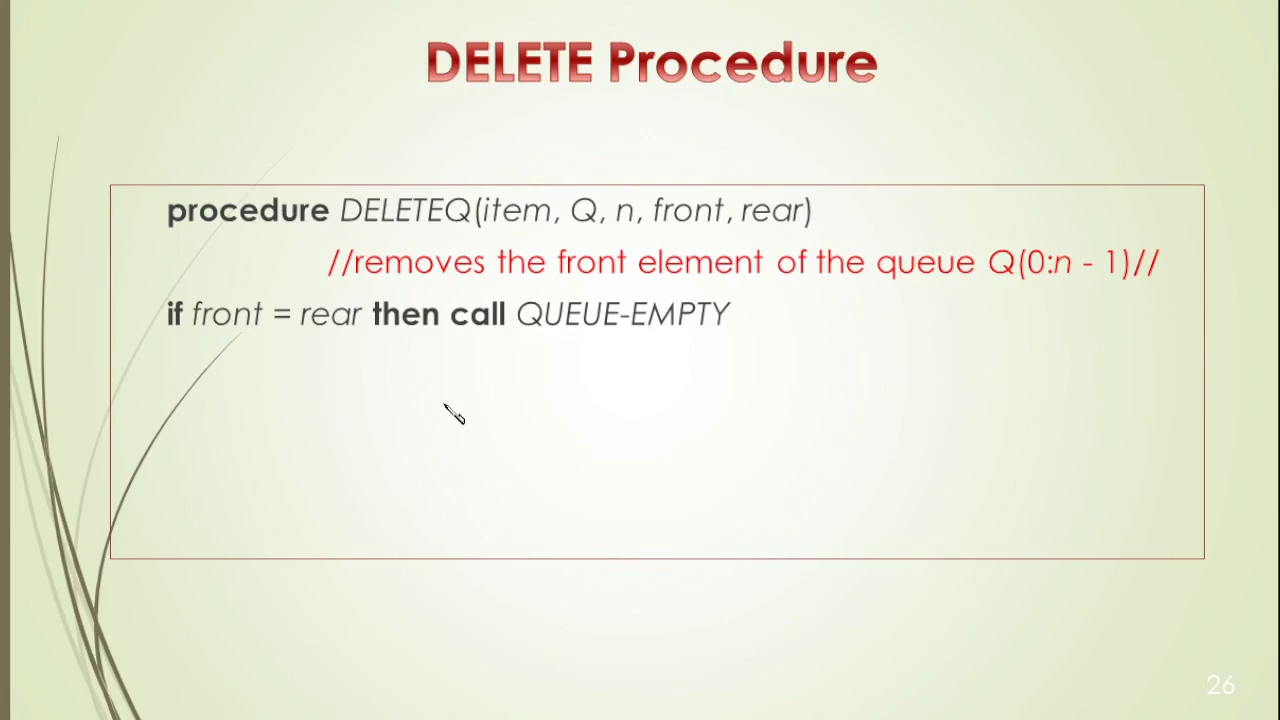 DELETE Procedure
procedure DELETEQ(item, Q, n, front, rear)
//removes the front element of the queue Q(0:n - 1)//
if front = rear then call QUEUE-EMPTY
26